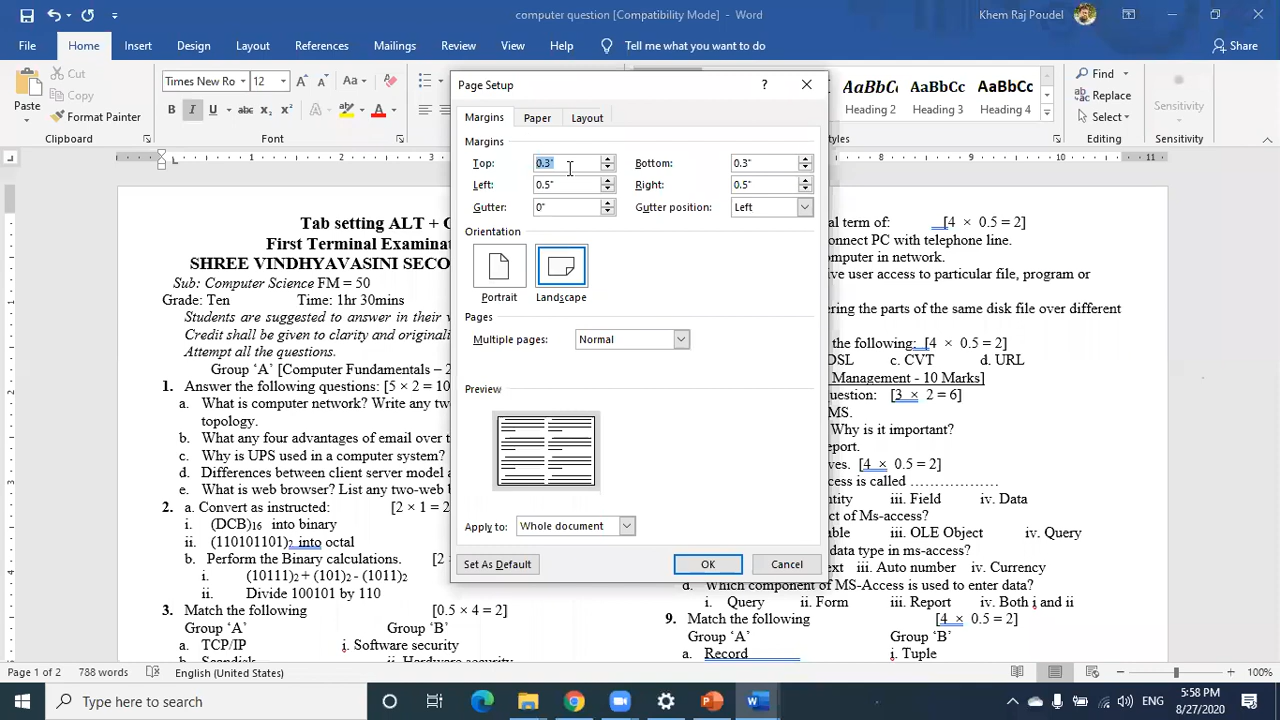 computer question [Compatibility Mode] - Word
Khem Raj Poudel
File Home Insert Design Layout References Mailings Review View Help Tell me what you want to do Share
Cut
Copy
Paste
Format Painter
Clipboard
Times New Ro 12 Aa
B I U abc x₂ x²
AaBbC AaBbCc AaBbC
Heading 2 Heading 3 Heading 4
Find
Replace
Select
Editing
Sensitivity
Sensitivity
Page Setup
? ×
Margins Paper Layout
Margins
Top: 0.3" Bottom: 0.3"
Left: 0.5" Right: 0.5"
Gutter: 0" Gutter position: Left
Orientation
Portrait Landscape
Pages
Multiple pages: Normal
Preview
Apply to: Whole document
Set As Default OK Cancel
Tab setting ALT +
First Terminal Examina
SHREE VINDHYAVASINI SECO
Sub: Computer Science FM = 50
Grade: Ten Time: 1hr 30mins
Students are suggested to answer in their
Credit shall be given to clarity and originali
Attempt all the questions.
Group ‘A’ [Computer Fundamentals – 2
1. Answer the following questions: [5 × 2 = 10
a. What is computer network? Write any tw
topology.
b. What any four advantages of email over t
c. Why is UPS used in a computer system?
d. Differences between client server model a
e. What is web browser? List any two-web b
2. a. Convert as instructed: [2 × 1 = 2
i. (DCB)16 into binary
ii. (110101101)2 into octal
b. Perform the Binary calculations. [2
i. (10111)2 + (101)2 - (1011)2
ii. Divide 100101 by 110
3. Match the following [0.5 × 4 = 2]
Group ‘A’ Group ‘B’
a. TCP/IP i. Software security
b. Scandisk ii. Hardware security
al term of: [4 × 0.5 = 2]
onnect PC with telephone line.
omputer in network.
ve user access to particular file, program or
ering the parts of the same disk file over different
the following: [4 × 0.5 = 2]
DSL c. CVT d. URL
Management - 10 Marks]
uestion: [3 × 2 = 6]
MS.
Why is it important?
eport.
ves. [4 × 0.5 = 2]
ccess is called ………………
ntity iii. Field iv. Data
ct of Ms-access?
ble iii. OLE Object iv. Query
data type in ms-access?
ext iii. Auto number iv. Currency
d. Which component of MS-Access is used to enter data?
i. Query ii. Form iii. Report iv. Both i and ii
9. Match the following [4 × 0.5 = 2]
Group ‘A’ Group ‘B’
a. Record i. Tuple
Page 1 of 2 788 words English (United States) 100%
Type here to search
ENG
5:58 PM
8/27/2020